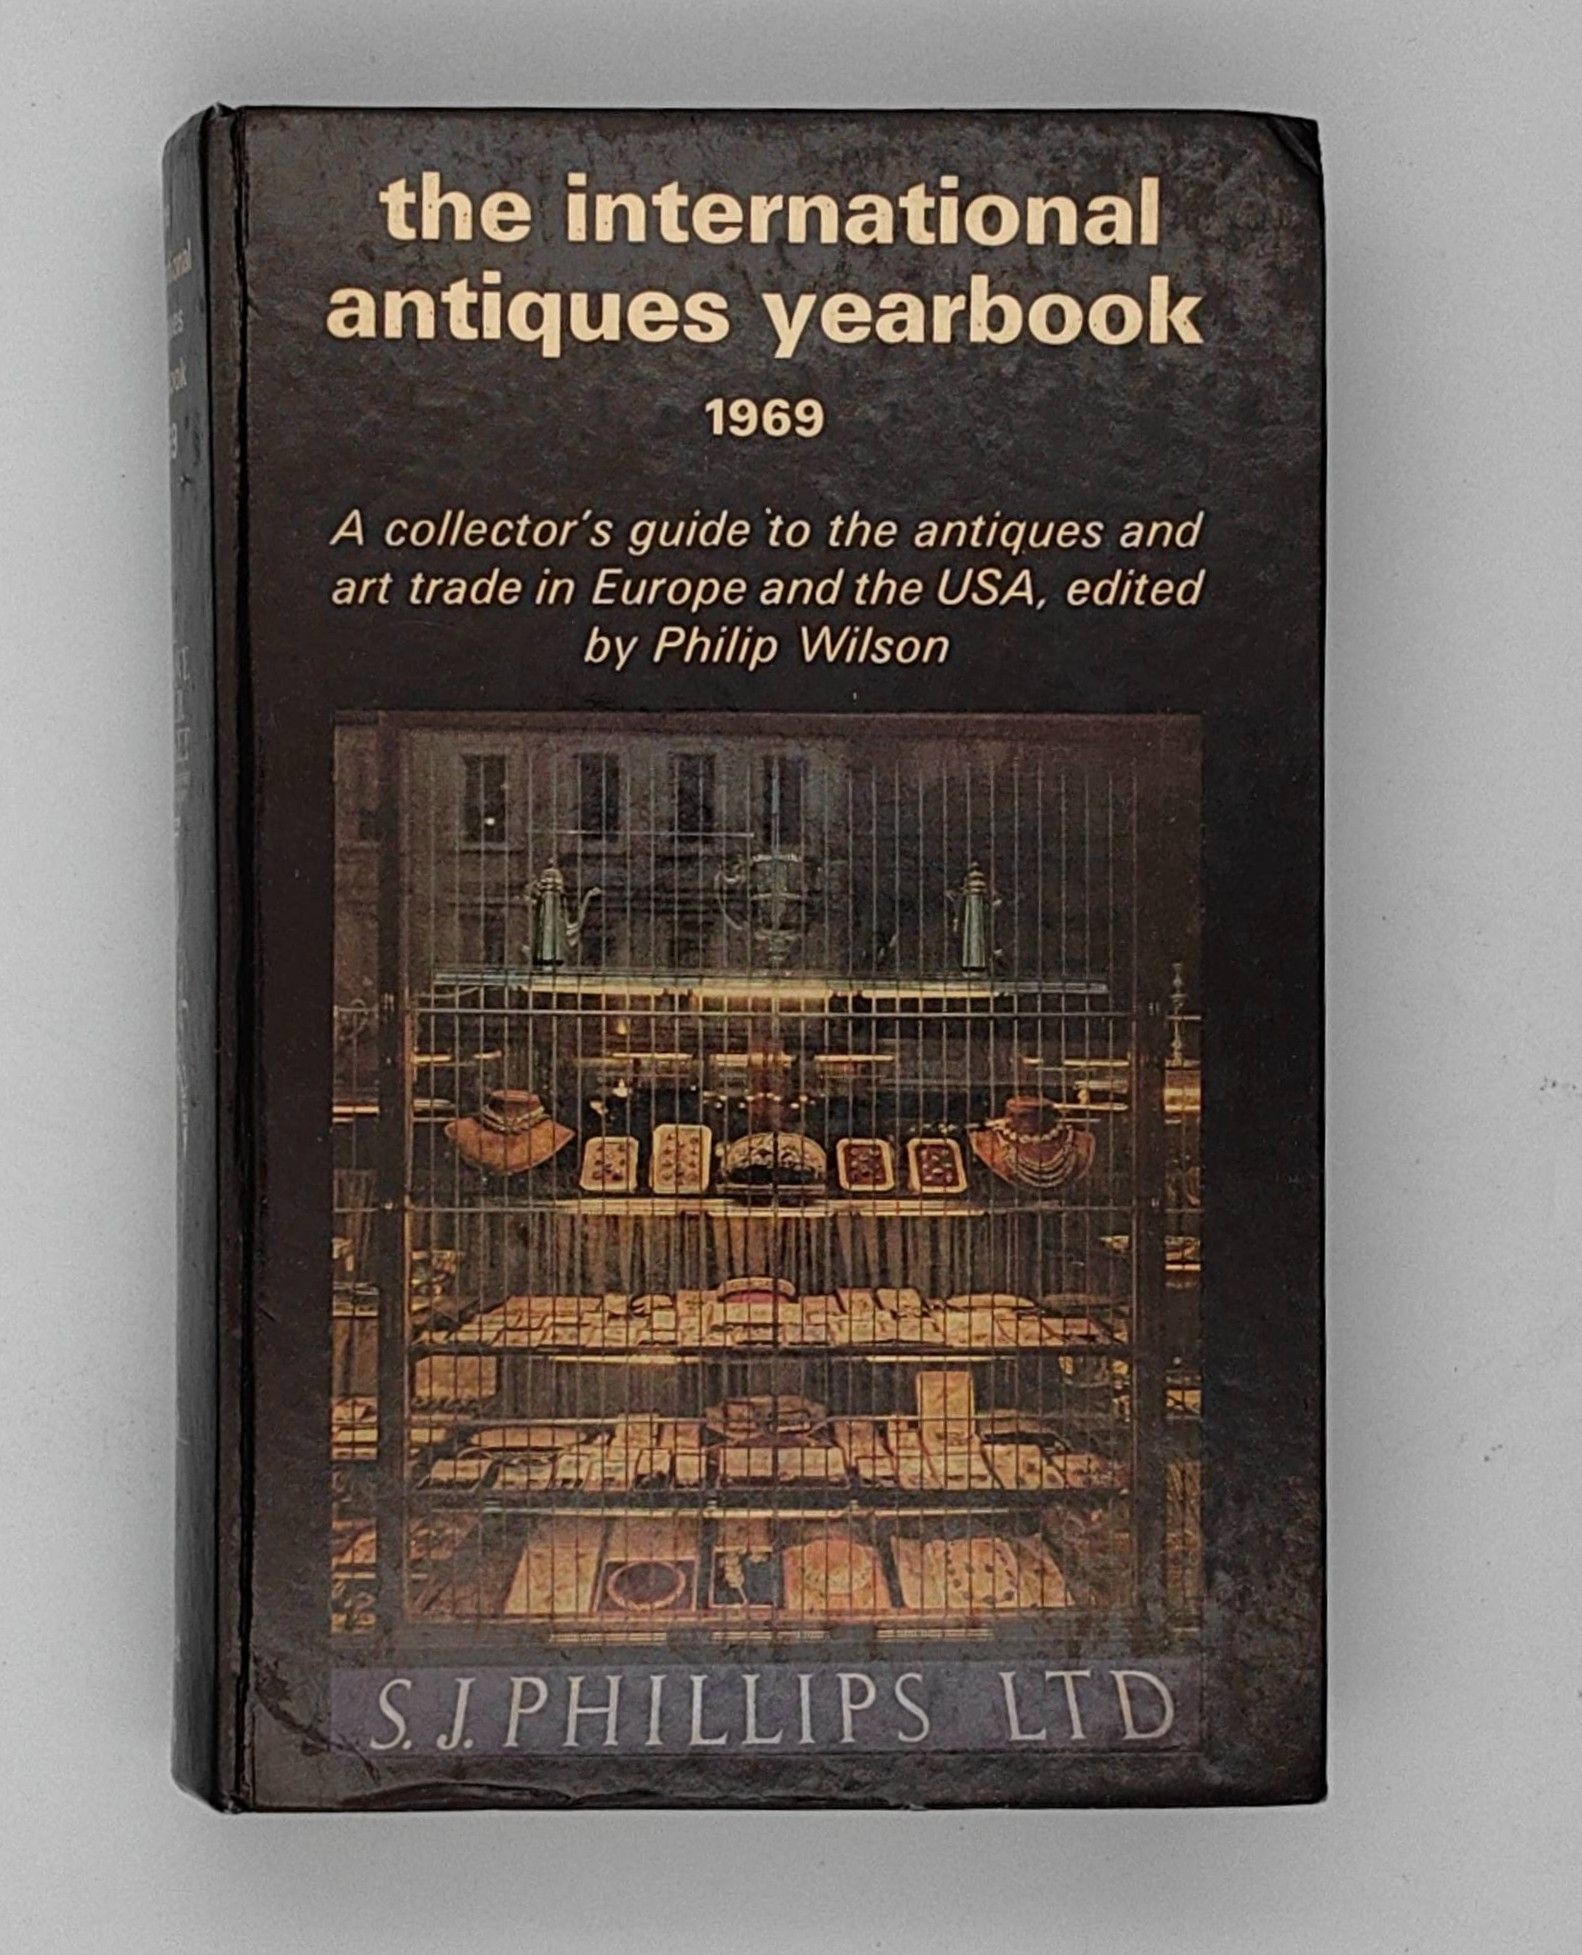 the international
antiques yearbook
1969
A collector's guide to the antiques and
art trade in Europe and the USA, edited
by Philip Wilson
S. J. PHILLIPS LTD